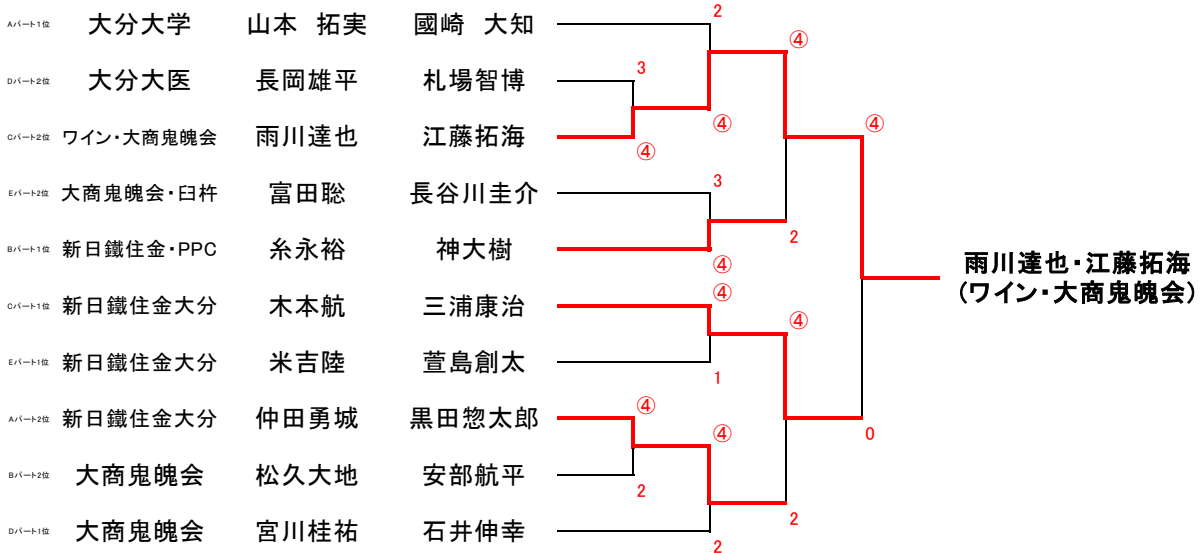 2
Aパート1位 大分大学 山本 拓実 國崎 大知
④
3
Dパート2位 大分大医 長岡雄平 札場智博
④ ④
Cパート2位 ワイン・大商鬼魄会 雨川達也 江藤拓海
④
3
Eパート2位 大商鬼魄会・臼杵 富田聡 長谷川圭介
2
Bパート1位 新日鐵住金・PPC 糸永裕 神大樹
④
雨川達也・江藤拓海
(ワイン・大商鬼魄会)
④
Cパート1位 新日鐵住金大分 木本航 三浦康治
④
Eパート1位 新日鐵住金大分 米吉陸 萱島創太
1
④
Aパート2位 新日鐵住金大分 仲田勇城 黒田惣太郎
④ 0
Bパート2位 大商鬼魄会 松久大地 安部航平
2
2
Dパート1位 大商鬼魄会 宮川桂祐 石井伸幸
2